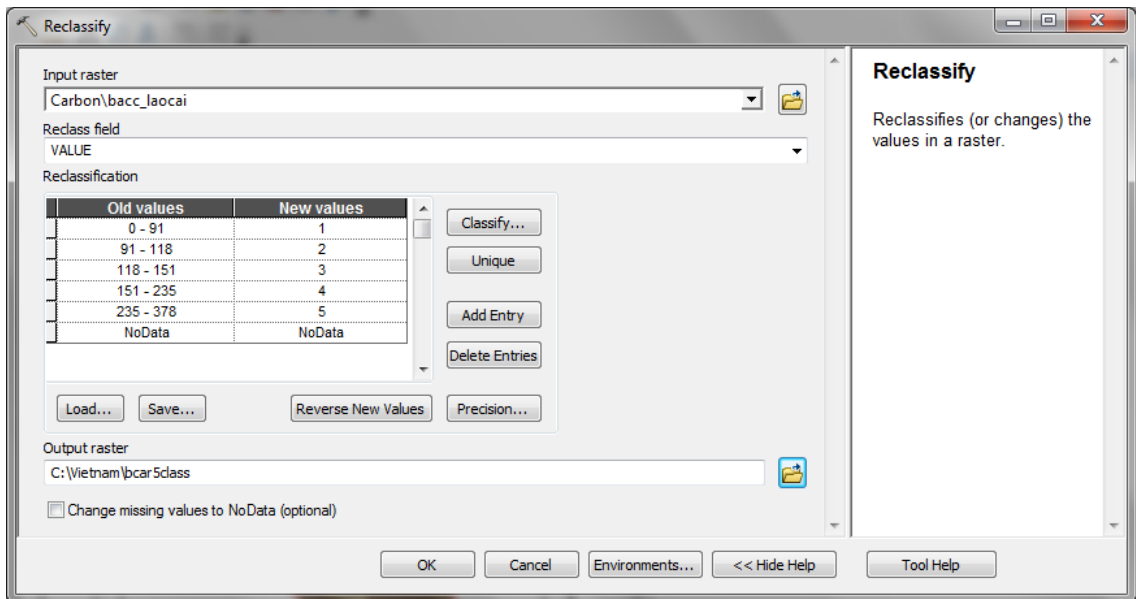 Reclassify
Input raster
Carbon\bacc_laocai
Reclass field
VALUE
Reclassification
Old values New values
0 - 91 1
91 - 118 2
118 - 151 3
151 - 235 4
235 - 378 5
NoData NoData
Classify...
Unique
Add Entry
Delete Entries
Load... Save... Reverse New Values Precision...
Output raster
C:\Vietnam\bcar5class
Change missing values to NoData (optional)
OK Cancel Environments... << Hide Help Tool Help
Reclassify
Reclassifies (or changes) the
values in a raster.